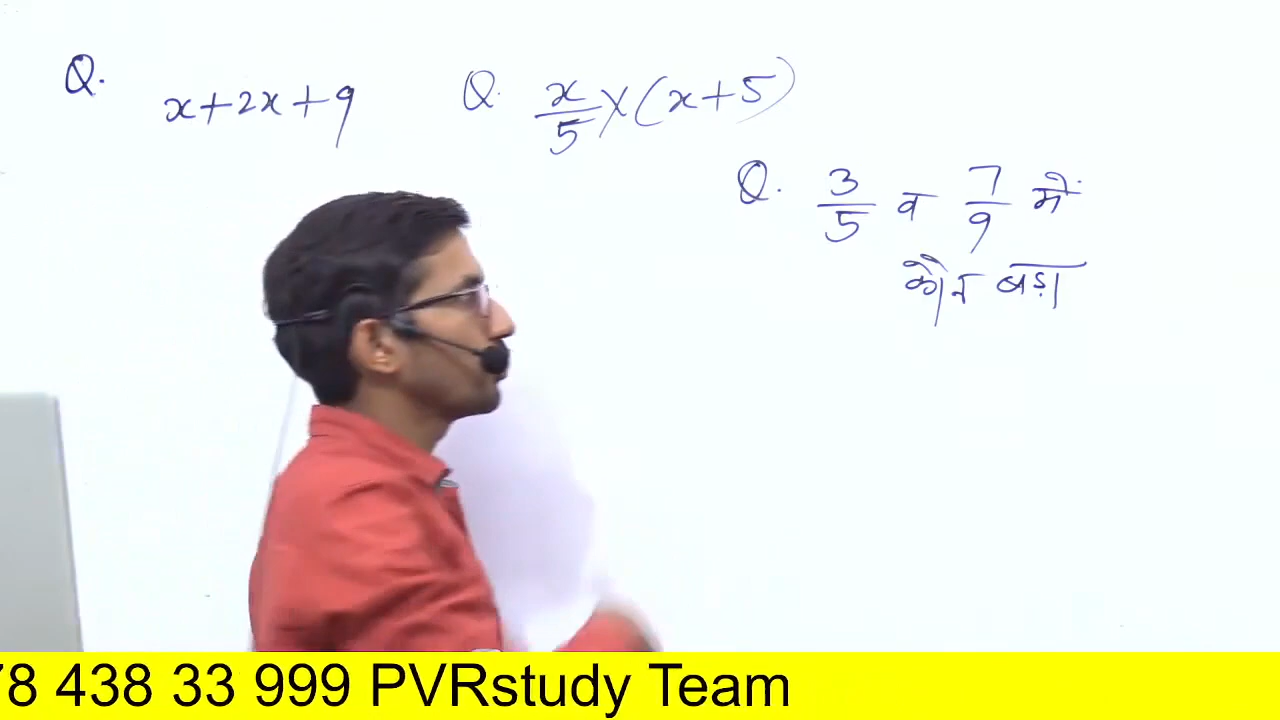 Q. x+2x+9
Q. x/5 × (x+5)
Q. 3/5 व 7/9 में
कौन बड़ा
78 438 33 999 PVRstudy Team